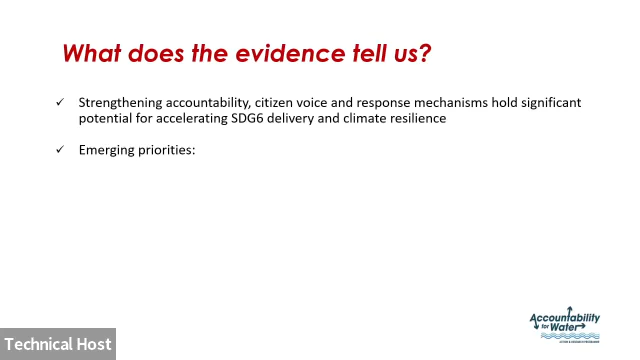 What does the evidence tell us?
✓ Strengthening accountability, citizen voice and response mechanisms hold significant
potential for accelerating SDG6 delivery and climate resilience
✓ Emerging priorities:
Accountability
for Water
Technical Host